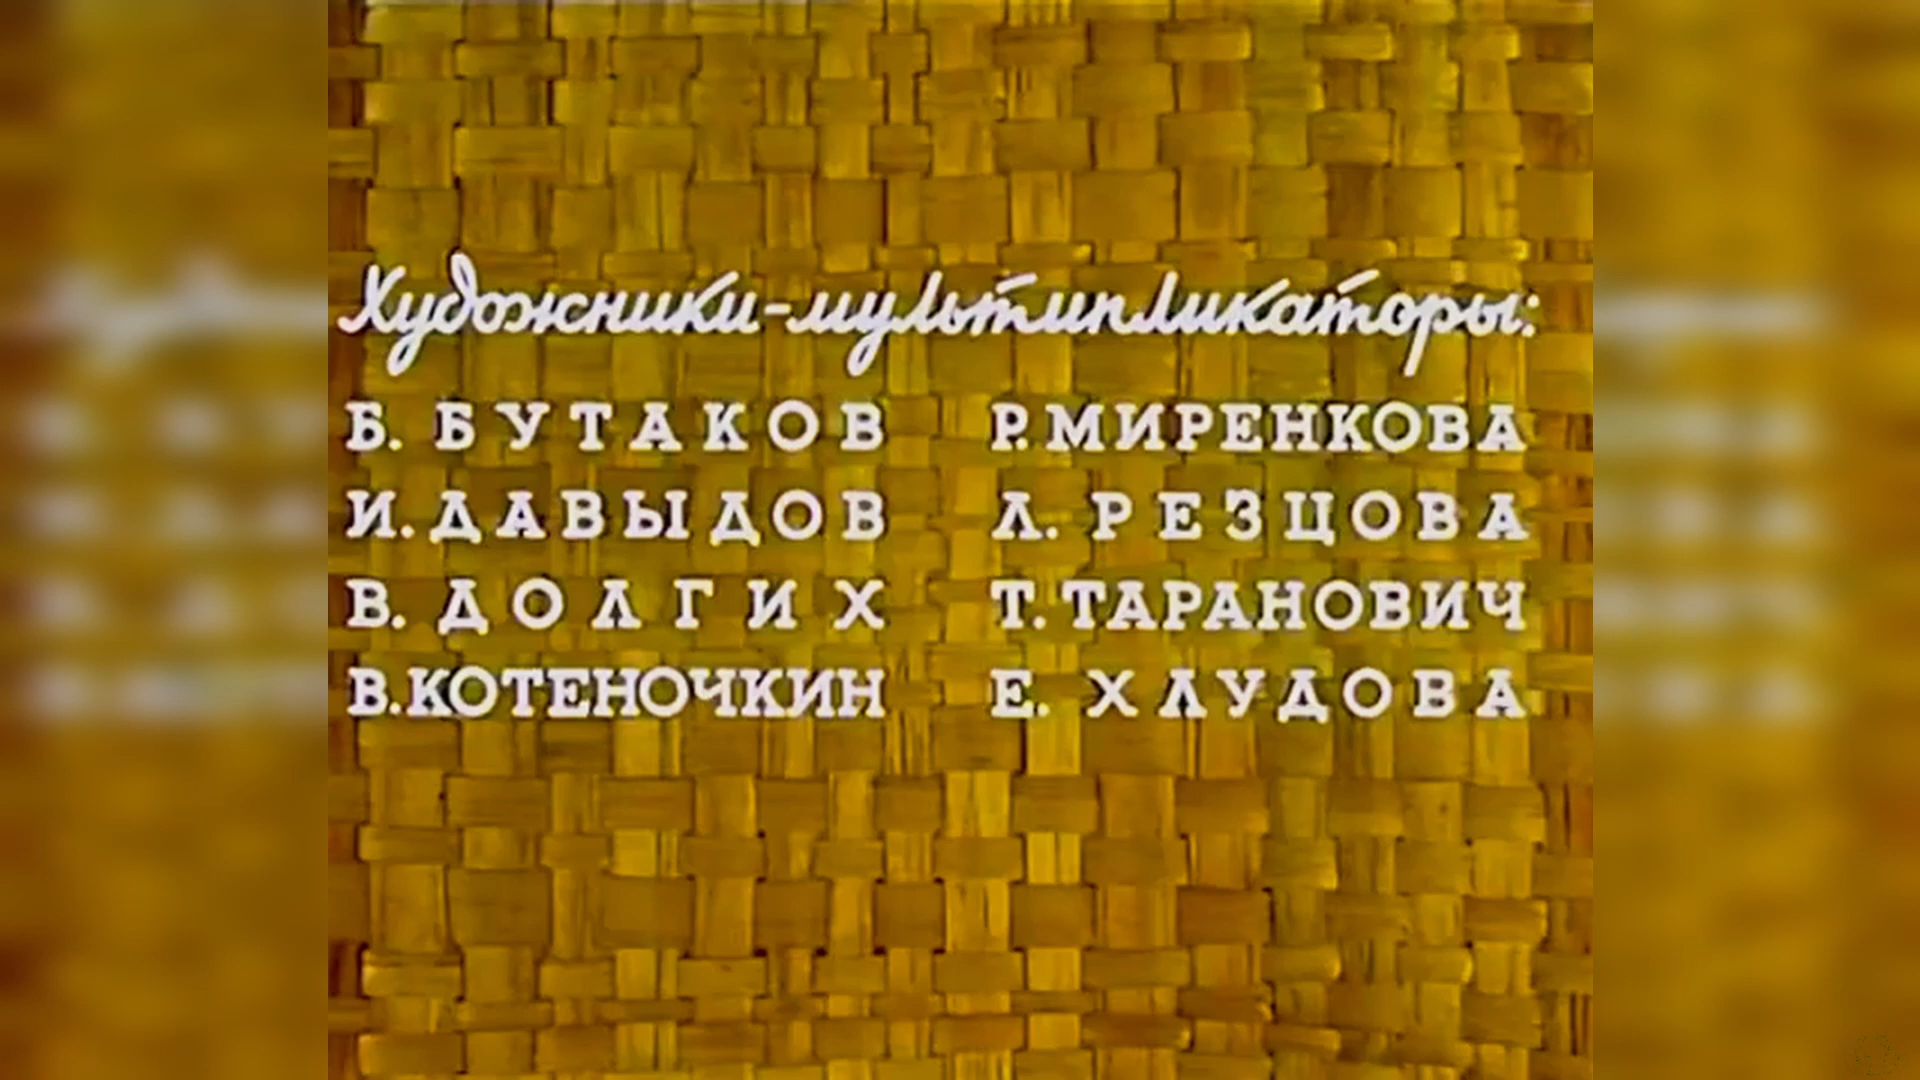 Художники-мультипликаторы:
Б. БУТАКОВ Р. МИРЕНКОВА
И. ДАВЫДОВ Л. РЕЗЦОВА
В. ДОЛГИХ Т. ТАРАНОВИЧ
В. КОТЕНОЧКИН Е. ХЛУДОВА